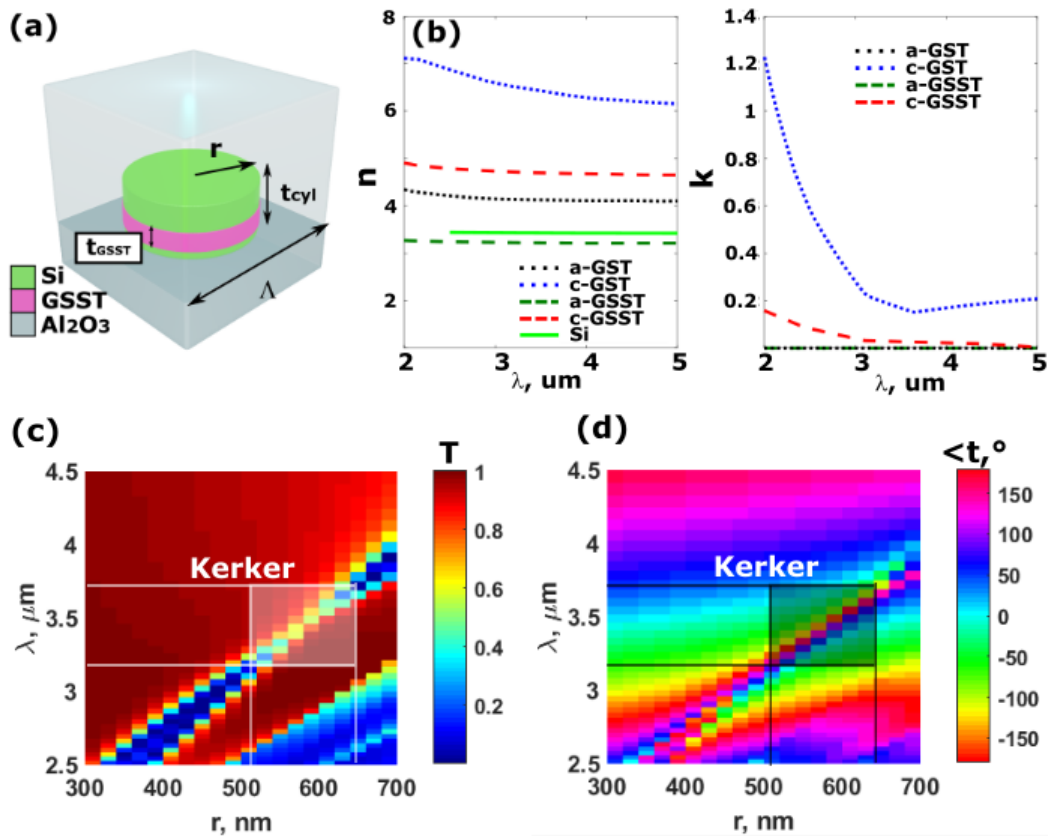 (a)
r
tcyl
tGSST
Λ
Si
GSST
Al2O3
(b)
n
8
6
4
2
2 3 4 5
λ, um
a-GST
c-GST
a-GSST
c-GSST
Si
k
1.4
1.2
1
0.8
0.6
0.4
0.2
2 3 4 5
λ, um
a-GST
c-GST
a-GSST
c-GSST
(c)
T
Kerker
λ, μm
4.5
4
3.5
3
2.5
300 400 500 600 700
r, nm
1
0.8
0.6
0.4
0.2
(d)
<t,°
Kerker
λ, μm
4.5
4
3.5
3
2.5
300 400 500 600 700
r, nm
150
100
50
0
-50
-100
-150